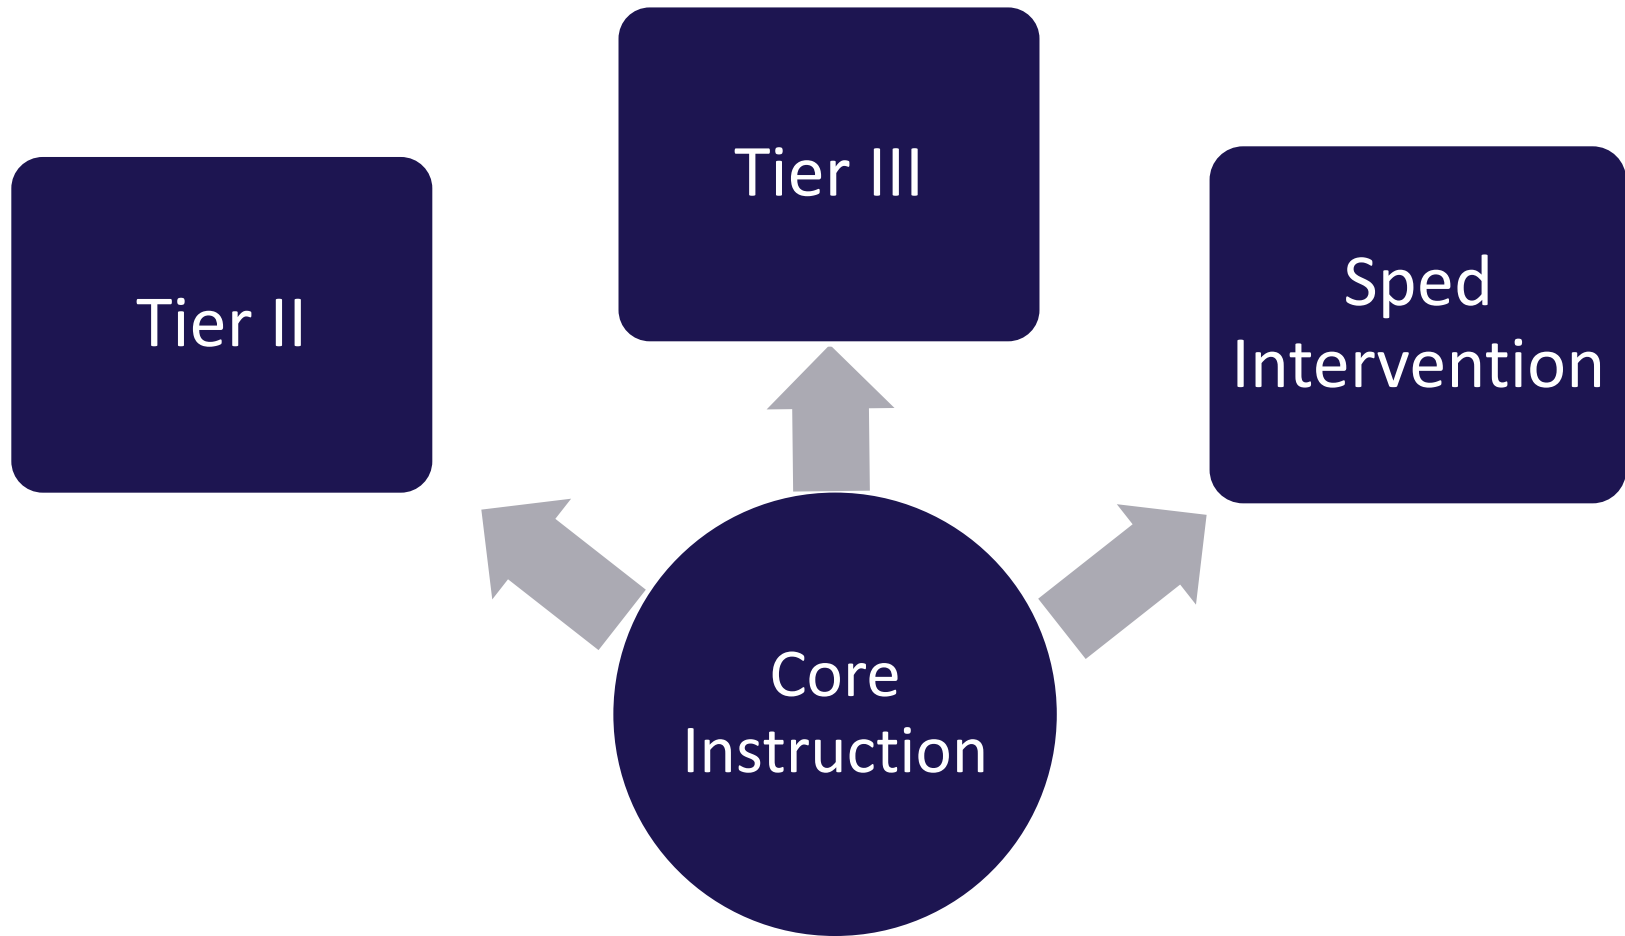 Tier II
Tier III
Sped
Intervention
Core
Instruction